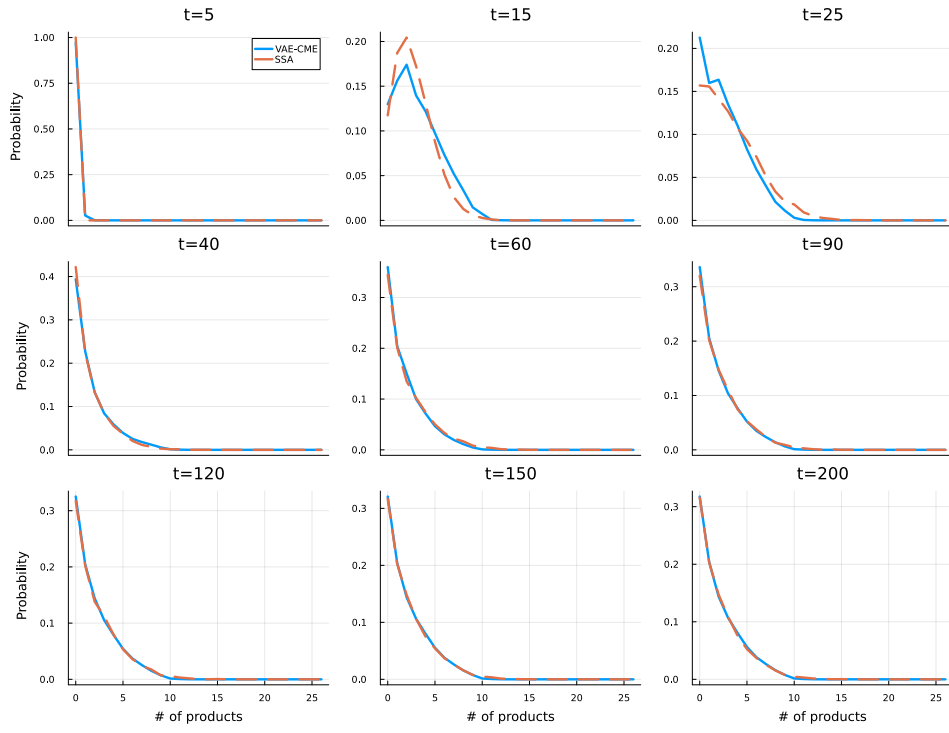 t=5
t=15
t=25
1.00
0.75
0.50
0.25
0.00
Probability
VAE-CME
SSA
0.20
0.15
0.10
0.05
0.00
0.20
0.15
0.10
0.05
0.00
t=40
t=60
t=90
0.4
0.3
0.2
0.1
0.0
Probability
0.3
0.2
0.1
0.0
0.3
0.2
0.1
0.0
t=120
t=150
t=200
0.3
0.2
0.1
0.0
Probability
0.3
0.2
0.1
0.0
0.3
0.2
0.1
0.0
0 5 10 15 20 25
0 5 10 15 20 25
0 5 10 15 20 25
# of products
# of products
# of products